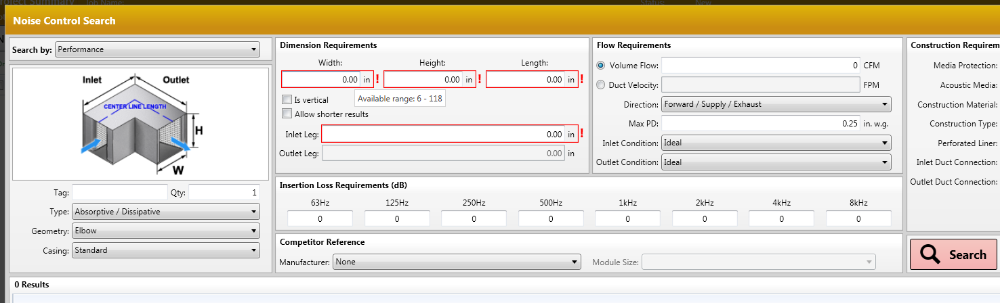 Project Summary Job Name: Status: New
Noise Control Search
Search by: Performance
Inlet Outlet
CENTER LINE LENGTH
H
W
Tag: Qty: 1
Type: Absorptive / Dissipative
Geometry: Elbow
Casing: Standard
Dimension Requirements
Width: Height: Length:
0.00 in ! 0.00 in ! 0.00 in !
Is vertical
Available range: 6 - 118
Allow shorter results
Inlet Leg: 0.00 in !
Outlet Leg: 0.00 in
Flow Requirements
Volume Flow: 0 CFM
Duct Velocity: FPM
Direction: Forward / Supply / Exhaust
Max PD: 0.25 in. w.g.
Inlet Condition: Ideal
Outlet Condition: Ideal
Insertion Loss Requirements (dB)
63Hz 125Hz 250Hz 500Hz 1kHz 2kHz 4kHz 8kHz
0 0 0 0 0 0 0 0
Competitor Reference
Manufacturer: None Module Size:
Construction Requirem
Media Protection:
Acoustic Media:
Construction Material:
Construction Type:
Perforated Liner:
Inlet Duct Connection:
Outlet Duct Connection:
Search
0 Results